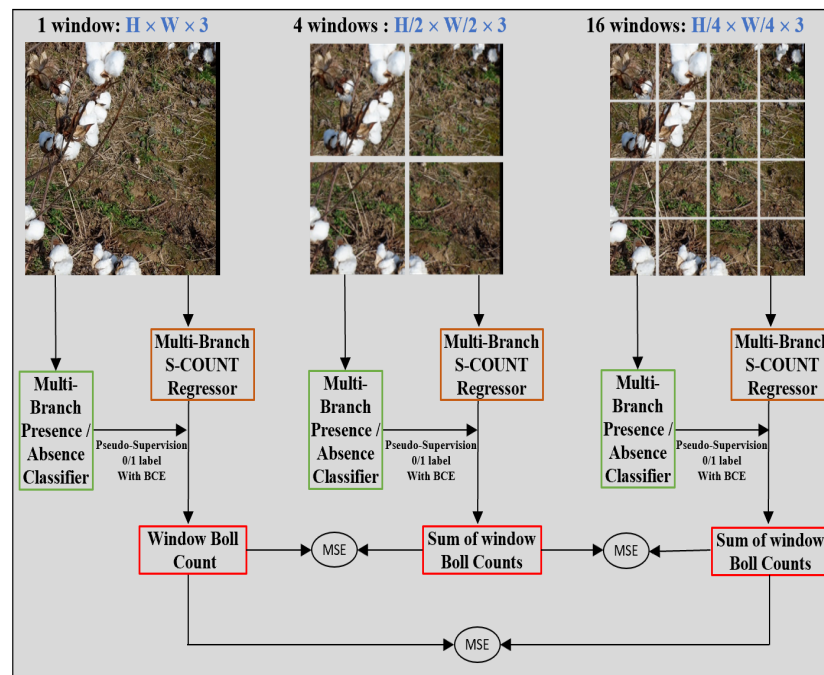 1 window: H × W × 3
4 windows : H/2 × W/2 × 3
16 windows: H/4 × W/4 × 3
Multi-Branch
S-COUNT
Regressor
Multi-
Branch
Presence /
Absence
Classifier
Pseudo-Supervision
0/1 label
With BCE
Multi-Branch
S-COUNT
Regressor
Multi-
Branch
Presence /
Absence
Classifier
Pseudo-Supervision
0/1 label
With BCE
Multi-Branch
S-COUNT
Regressor
Multi-
Branch
Presence /
Absence
Classifier
Pseudo-Supervision
0/1 label
With BCE
Window Boll
Count
MSE
Sum of window
Boll Counts
MSE
Sum of window
Boll Counts
MSE